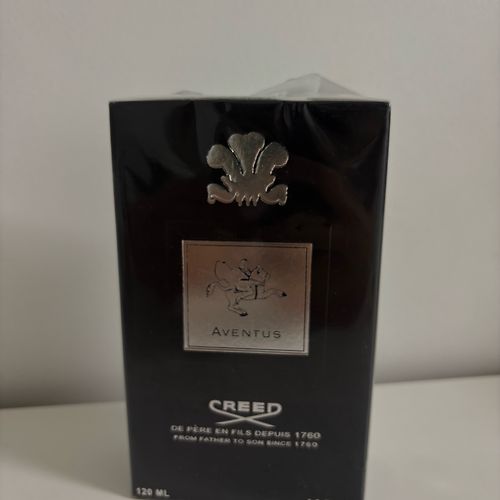 AVENTUS
CREED
DE PÈRE EN FILS DEPUIS 1760
FROM FATHER TO SON SINCE 1760
120 ML